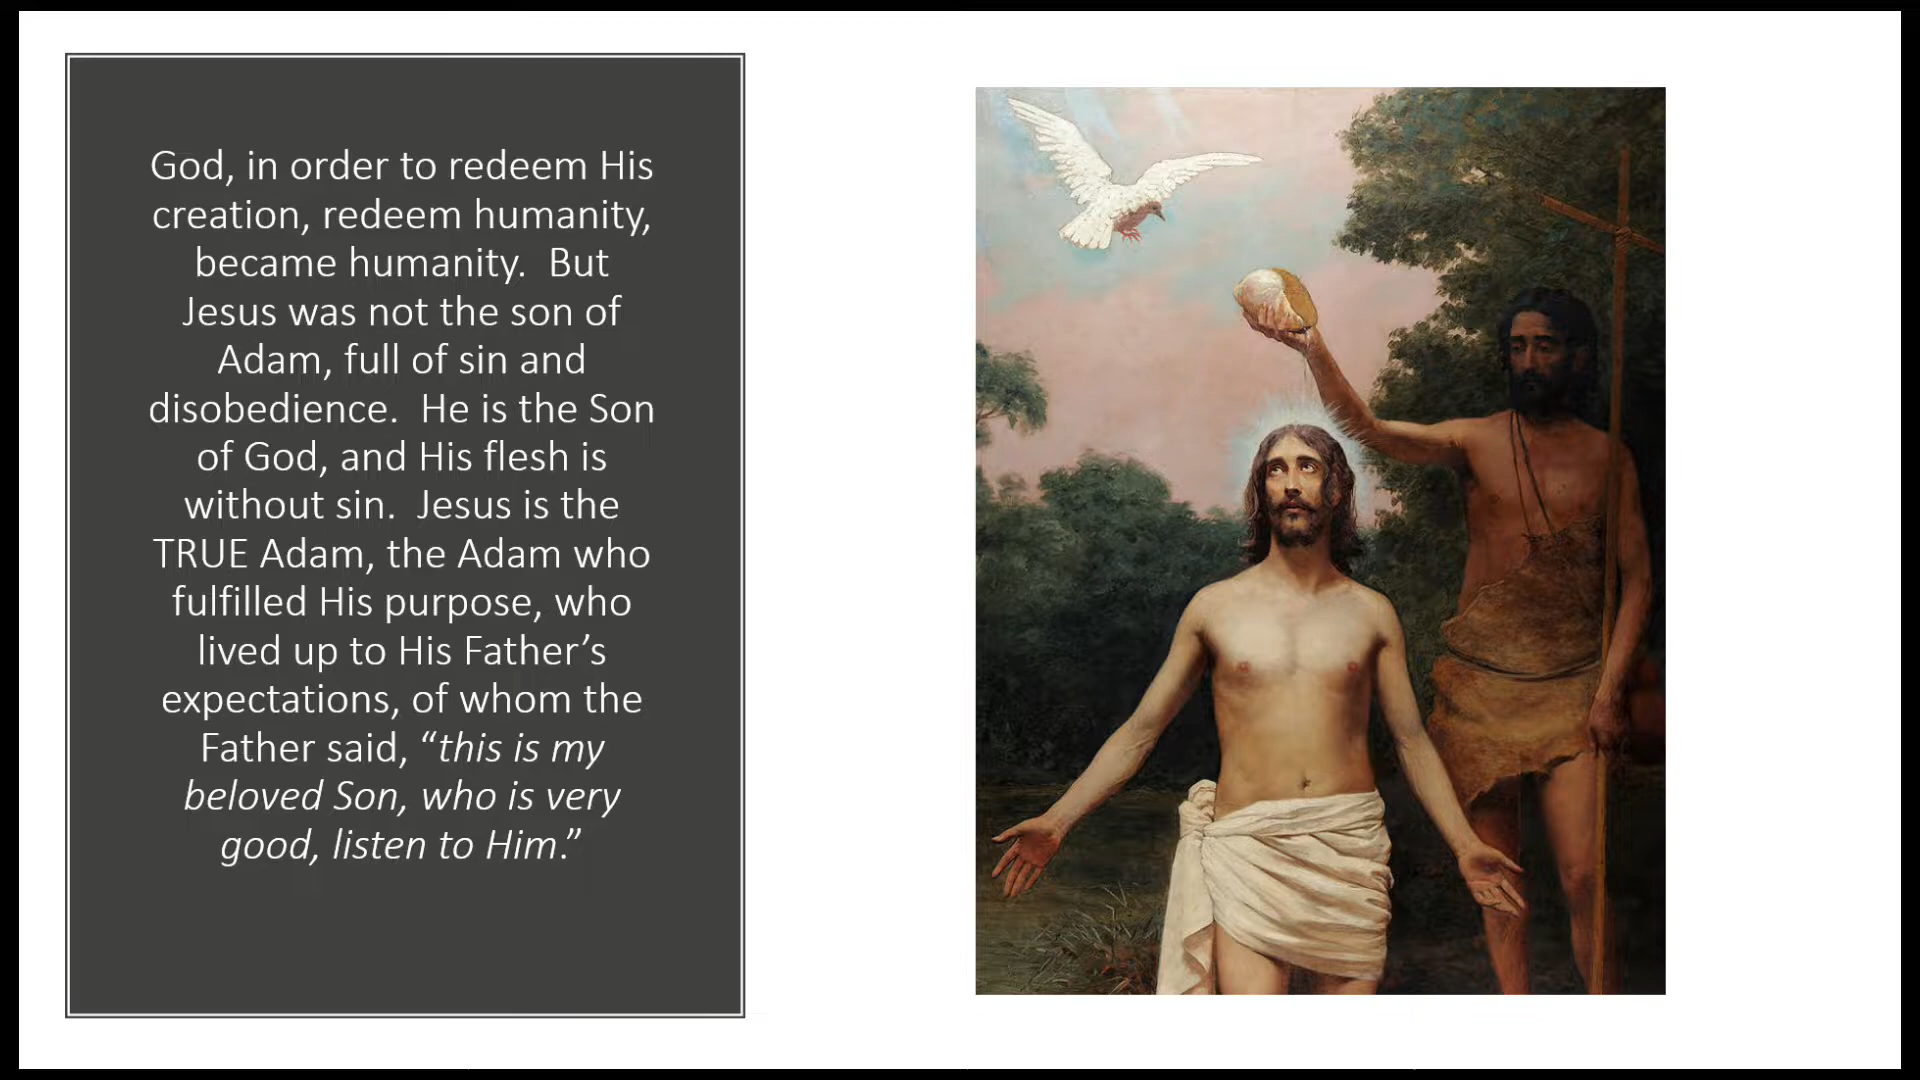 God, in order to redeem His
creation, redeem humanity,
became humanity.  But
Jesus was not the son of
Adam, full of sin and
disobedience.  He is the Son
of God, and His flesh is
without sin.  Jesus is the
TRUE Adam, the Adam who
fulfilled His purpose, who
lived up to His Father’s
expectations, of whom the
Father said, “this is my
beloved Son, who is very
good, listen to Him.”